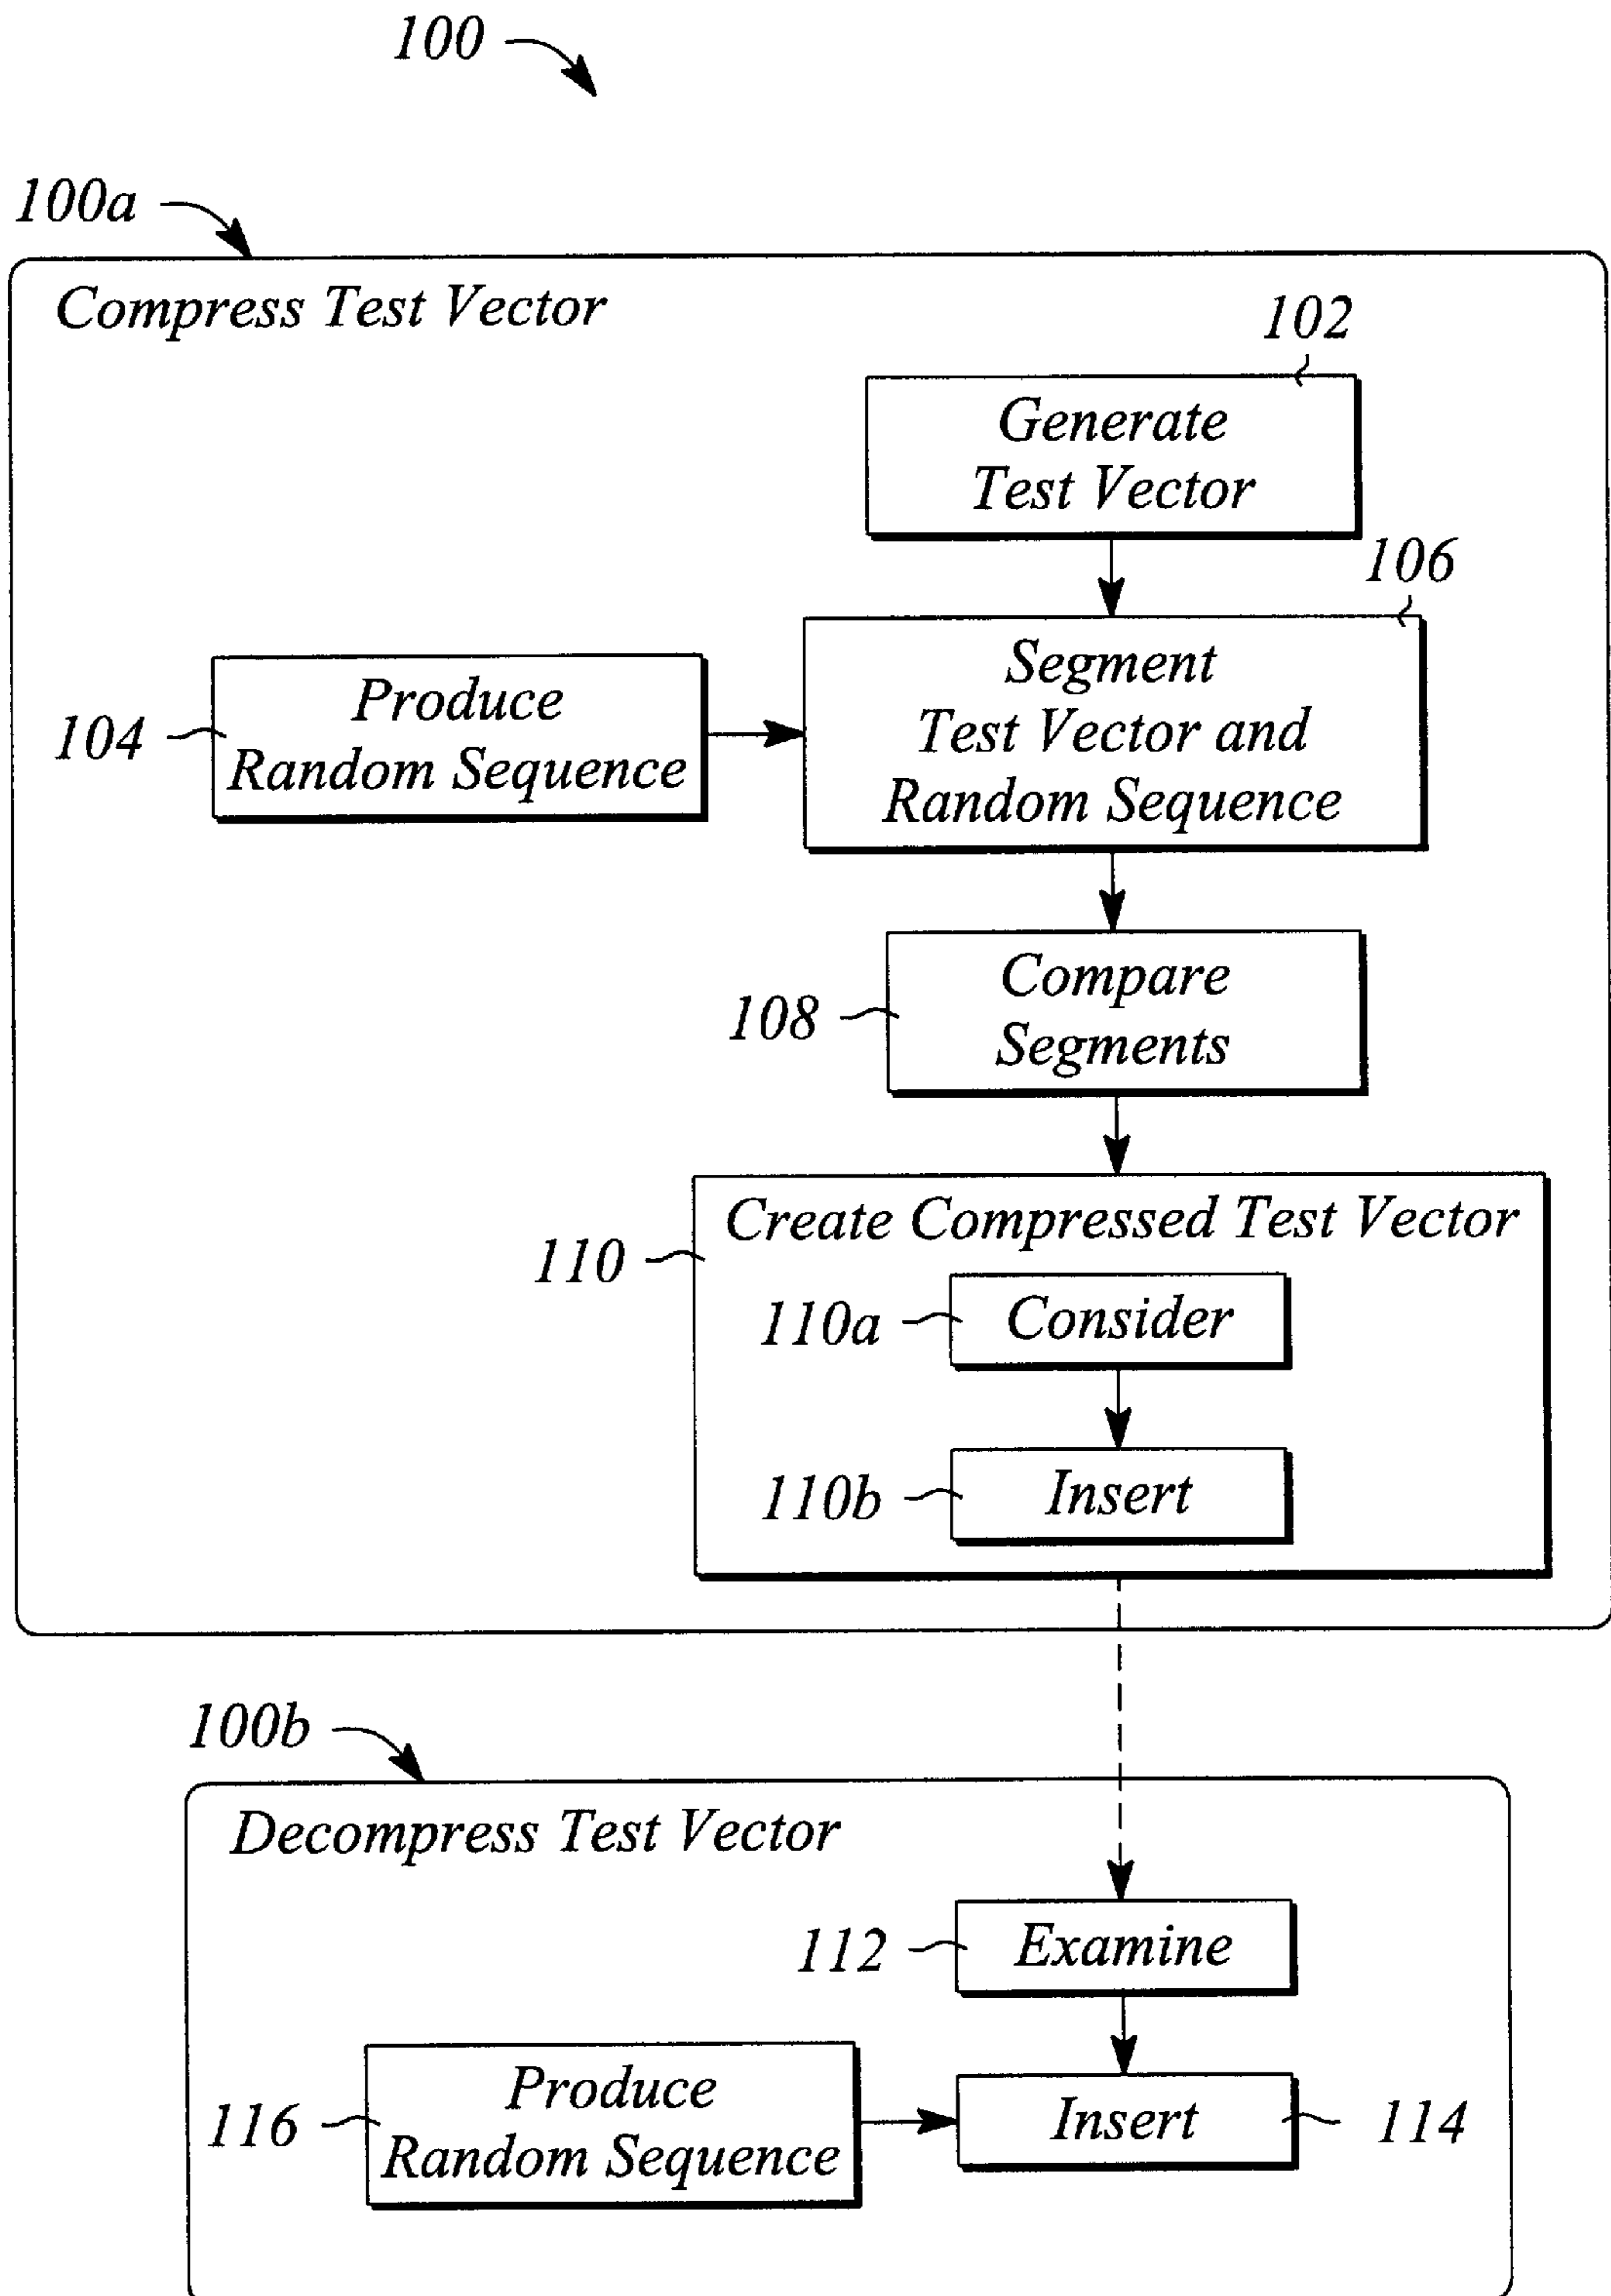 100
100a
Compress Test Vector
102
Generate
Test Vector
106
Segment
Test Vector and
Random Sequence
104
Produce
Random Sequence
108
Compare
Segments
110
Create Compressed Test Vector
110a
Consider
110b
Insert
100b
Decompress Test Vector
112
Examine
116
Produce
Random Sequence
Insert
114